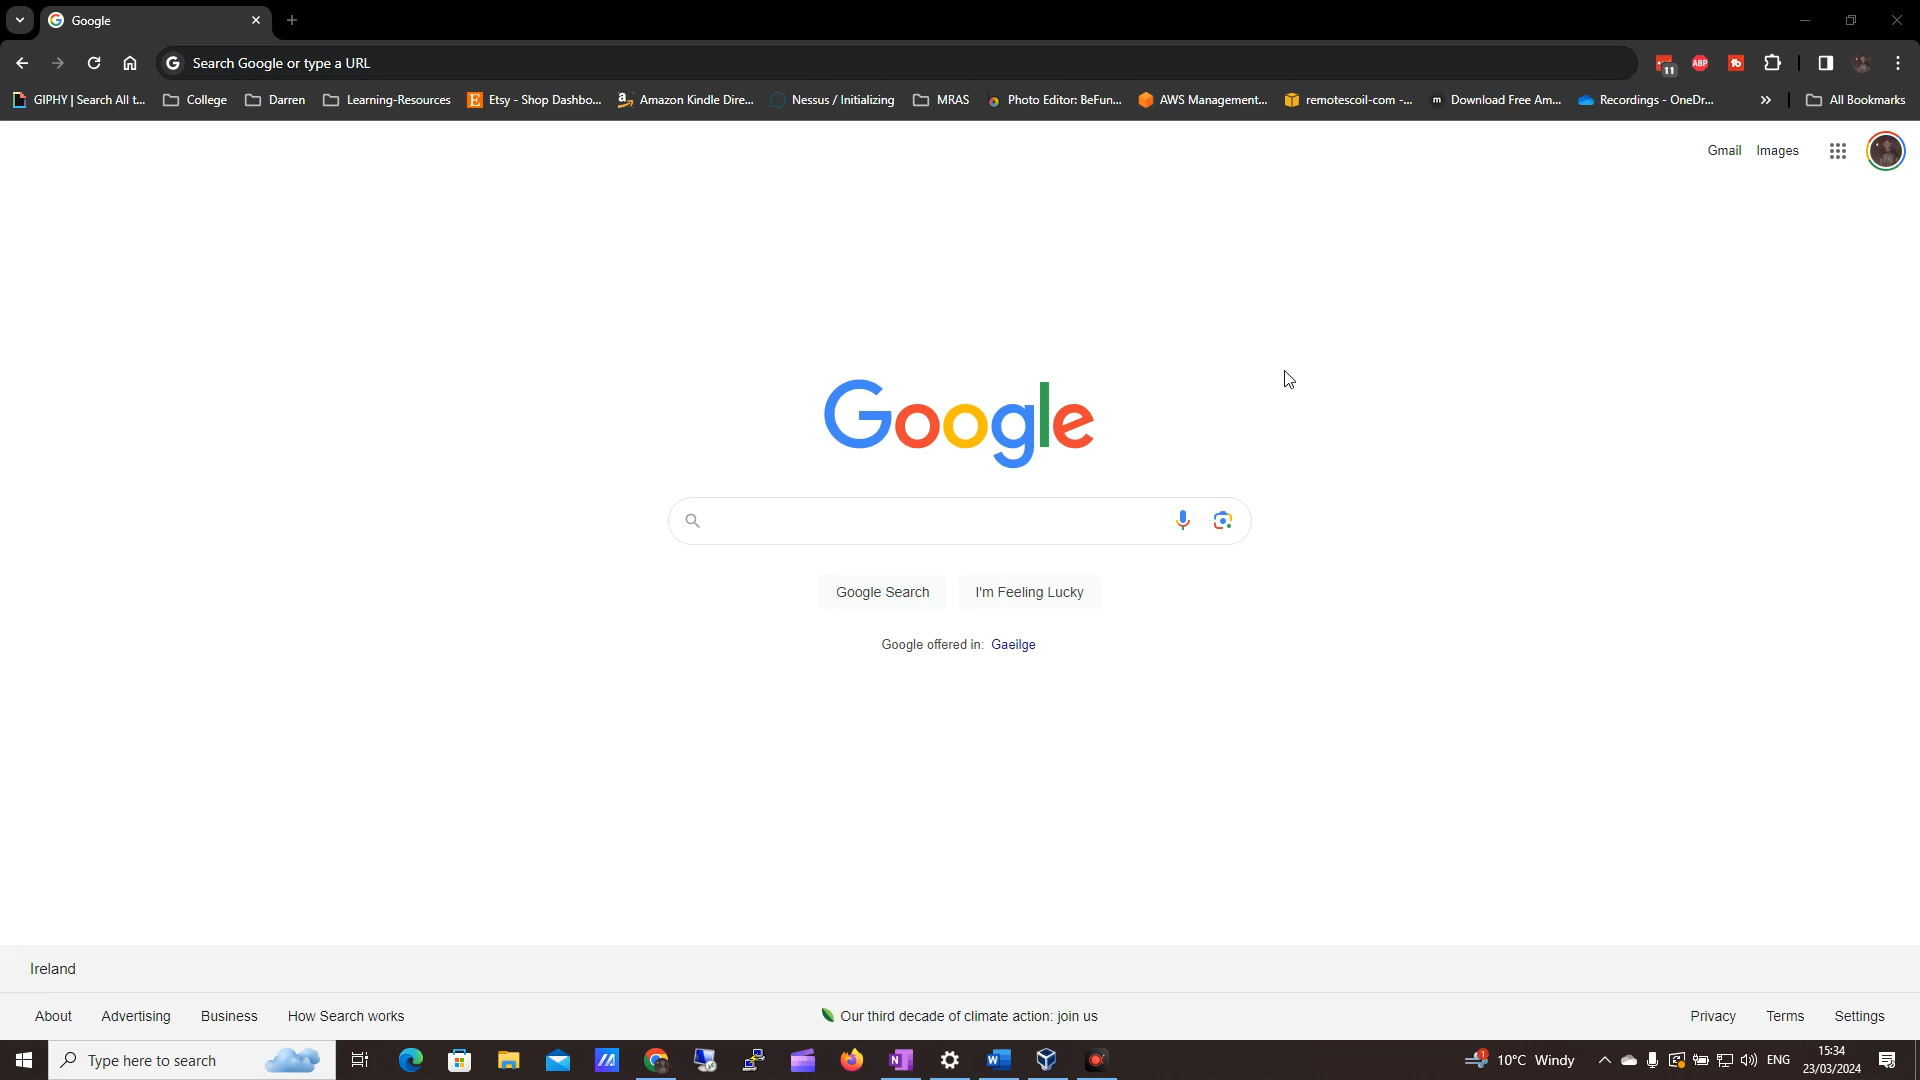 Google
Search Google or type a URL
11
ABP
GIPHY | Search All t...
College
Darren
Learning-Resources
Etsy - Shop Dashbo...
Amazon Kindle Dire...
Nessus / Initializing
MRAS
Photo Editor: BeFun...
AWS Management...
remotescoil-com -...
Download Free Am...
Recordings - OneDr...
All Bookmarks
Gmail Images
Google
Google Search
I'm Feeling Lucky
Google offered in: Gaeilge
Ireland
About Advertising Business How Search works
Our third decade of climate action: join us
Privacy Terms Settings
Type here to search
10°C Windy
ENG
15:34
23/03/2024